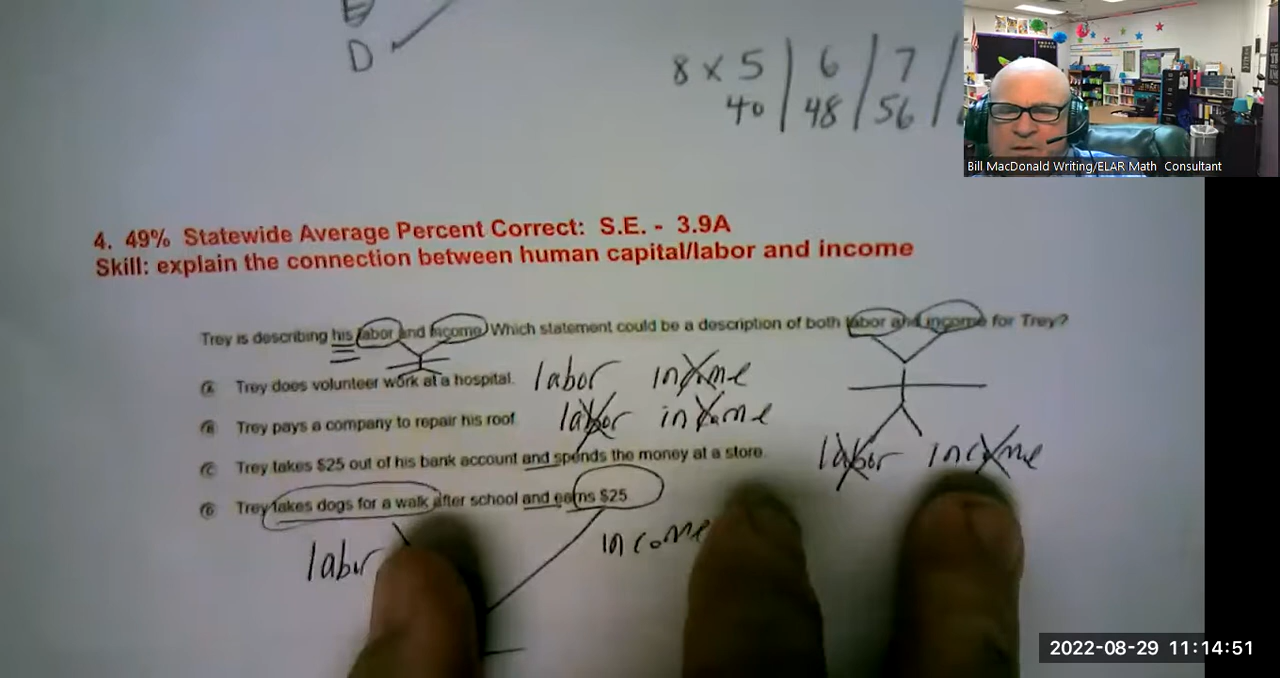 D
8 x 5 | 6 | 7 |
40 | 48 | 56 |
Bill MacDonald Writing/ELAR Math Consultant
4. 49% Statewide Average Percent Correct: S.E. - 3.9A
Skill: explain the connection between human capital/labor and income
Trey is describing his labor and income. Which statement could be a description of both labor and income for Trey?
A Trey does volunteer work at a hospital. labor income
B Trey pays a company to repair his roof. labor income
C Trey takes $25 out of his bank account and spends the money at a store. labor income
D Trey takes dogs for a walk after school and earns $25.
labor income
2022-08-29 11:14:51